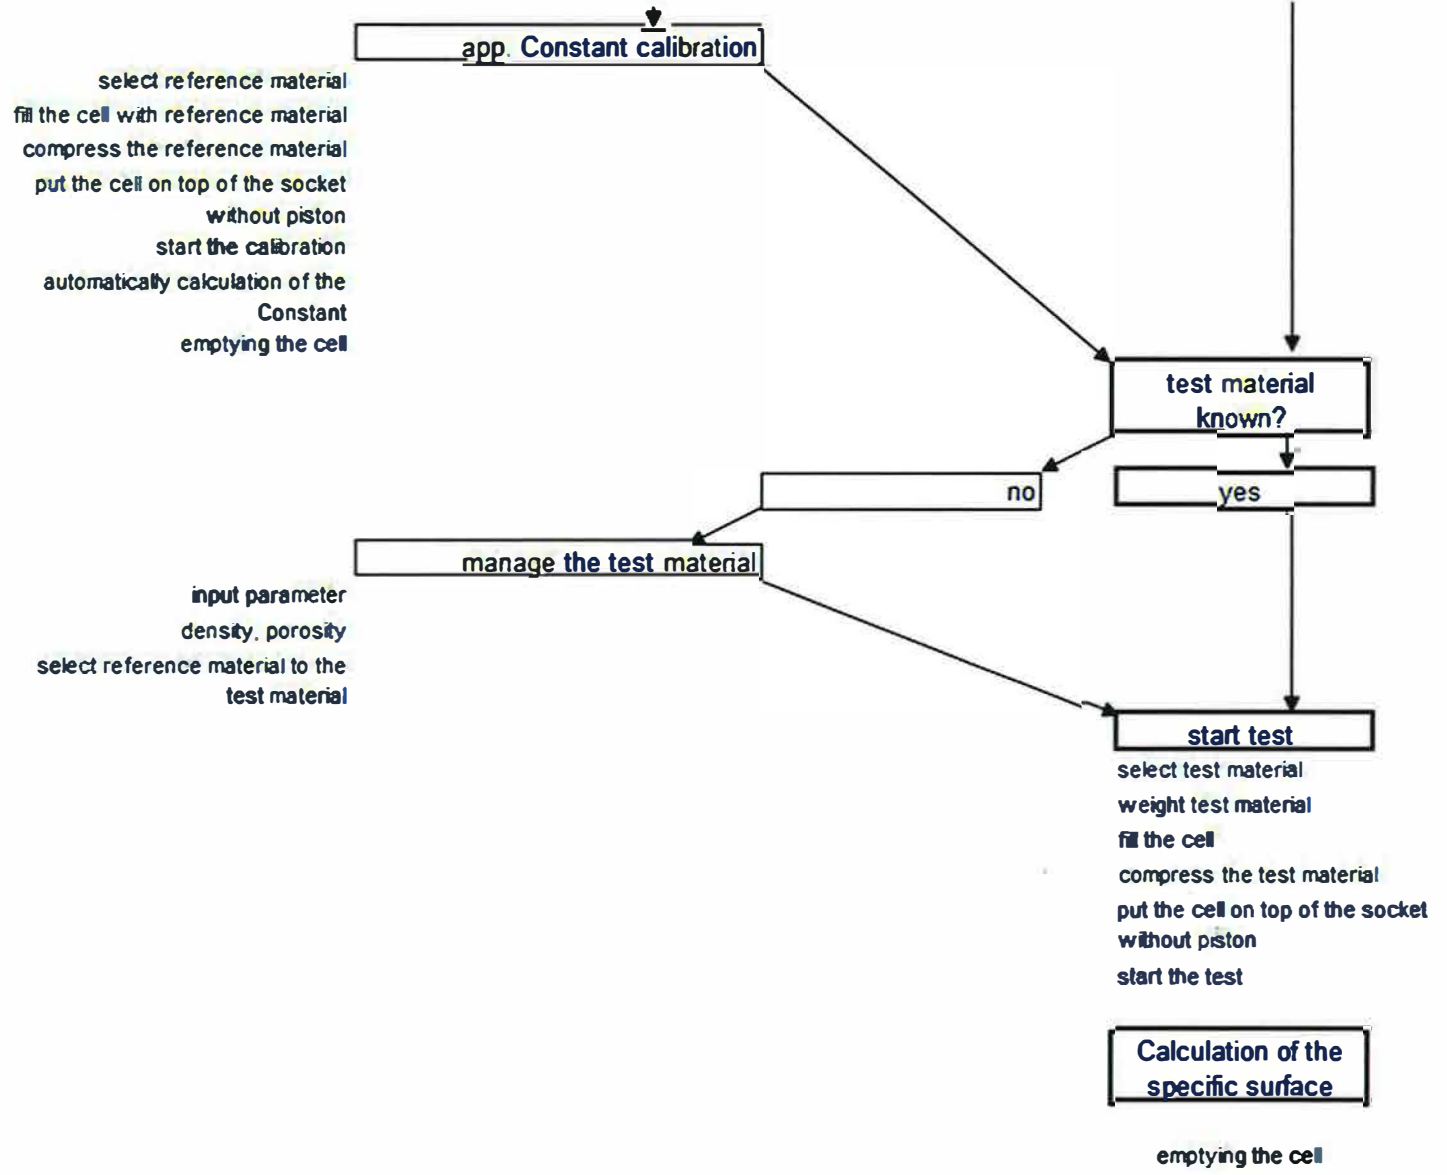 app. Constant calibration
select reference material
fill the cell with reference material
compress the reference material
put the cell on top of the socket
without piston
start the calibration
automatically calculation of the
Constant
emptying the cell
test material
known?
no
yes
manage the test material
input parameter
density, porosity
select reference material to the
test material
start test
select test material
weight test material
fill the cell
compress the test material
put the cell on top of the socket
without piston
start the test
Calculation of the
specific surface
emptying the cell